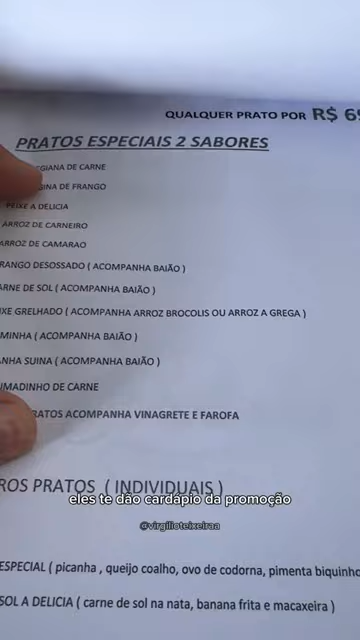 QUALQUER PRATO POR R$ 69
PRATOS ESPECIAIS 2 SABORES
GIANA DE CARNE
GINA DE FRANGO
PEIXE A DELICIA
ARROZ DE CARNEIRO
ARROZ DE CAMARAO
RANGO DESOSSADO ( ACOMPANHA BAIÃO )
ARNE DE SOL ( ACOMPANHA BAIÃO )
IXE GRELHADO ( ACOMPANHA ARROZ BROCOLIS OU ARROZ A GREGA )
MINHA ( ACOMPANHA BAIÃO )
NHA SUINA ( ACOMPANHA BAIÃO )
IMADINHO DE CARNE
RATOS ACOMPANHA VINAGRETE E FAROFA
ROS PRATOS ( INDIVIDUAIS )
eles te dão cardápio da promoção
@virgilioteixeiraa
ESPECIAL ( picanha , queijo coalho, ovo de codorna, pimenta biquinho
SOL A DELICIA ( carne de sol na nata, banana frita e macaxeira )